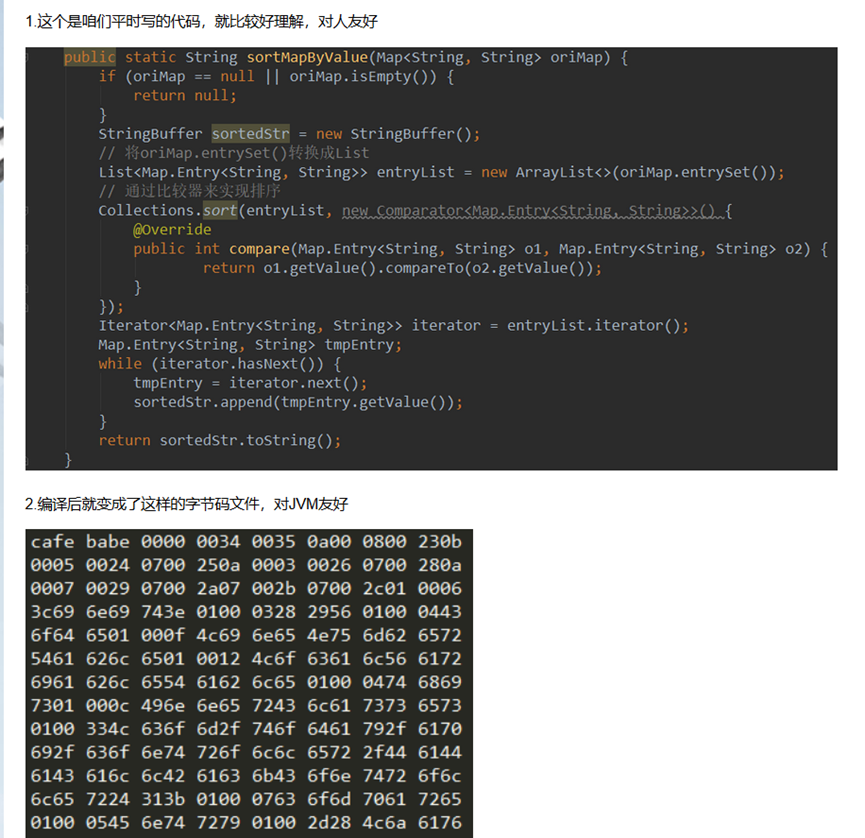 1.这个是咱们平时写的代码，就比较好理解，对人友好
public static String sortMapByValue(Map<String, String> oriMap) {
if (oriMap == null || oriMap.isEmpty()) {
return null;
}
StringBuffer sortedStr = new StringBuffer();
// 将oriMap.entrySet()转换成List
List<Map.Entry<String, String>> entryList = new ArrayList<>(oriMap.entrySet());
// 通过比较器来实现排序
Collections.sort(entryList, new Comparator<Map.Entry<String, String>>() {
@Override
public int compare(Map.Entry<String, String> o1, Map.Entry<String, String> o2) {
return o1.getValue().compareTo(o2.getValue());
}
});
Iterator<Map.Entry<String, String>> iterator = entryList.iterator();
Map.Entry<String, String> tmpEntry;
while (iterator.hasNext()) {
tmpEntry = iterator.next();
sortedStr.append(tmpEntry.getValue());
}
return sortedStr.toString();
}
2.编译后就变成了这样的字节码文件，对JVM友好
cafe babe 0000 0034 0035 0a00 0800 230b
0005 0024 0700 250a 0003 0026 0700 280a
0007 0029 0700 2a07 002b 0700 2c01 0006
3c69 6e69 743e 0100 0328 2956 0100 0443
6f64 6501 000f 4c69 6e65 4e75 6d62 6572
5461 626c 6501 0012 4c6f 6361 6c56 6172
6961 626c 6554 6162 6c65 0100 0474 6869
7301 000c 496e 6e65 7243 6c61 7373 6573
0100 334c 636f 6d2f 746f 6461 792f 6170
692f 636f 6e74 726f 6c6c 6572 2f44 6144
6143 616c 6c42 6163 6b43 6f6e 7472 6f6c
6c65 7224 313b 0100 0763 6f6d 7061 7265
0100 0545 6e74 7279 0100 2d28 4c6a 6176